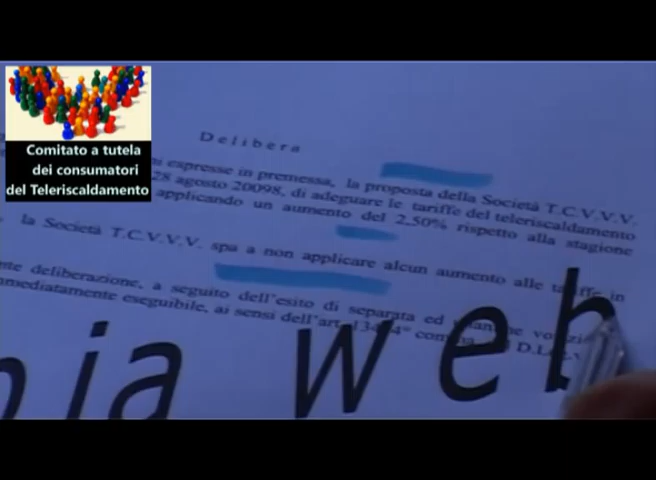 Comitato a tutela
dei consumatori
del Teleriscaldamento
Delibera
espresse in premessa, la proposta della Società T.C.V.V.V.
28 agosto 20098, di adeguare le tariffe del teleriscaldamento
applicando un aumento del 2,50% rispetto alla stagione
la Società T.C.V.V.V. spa a non applicare alcun aumento alle tariffe in
deliberazione, a seguito dell'esito di separata ed
eseguibile, ai sensi dell'art.
pia web